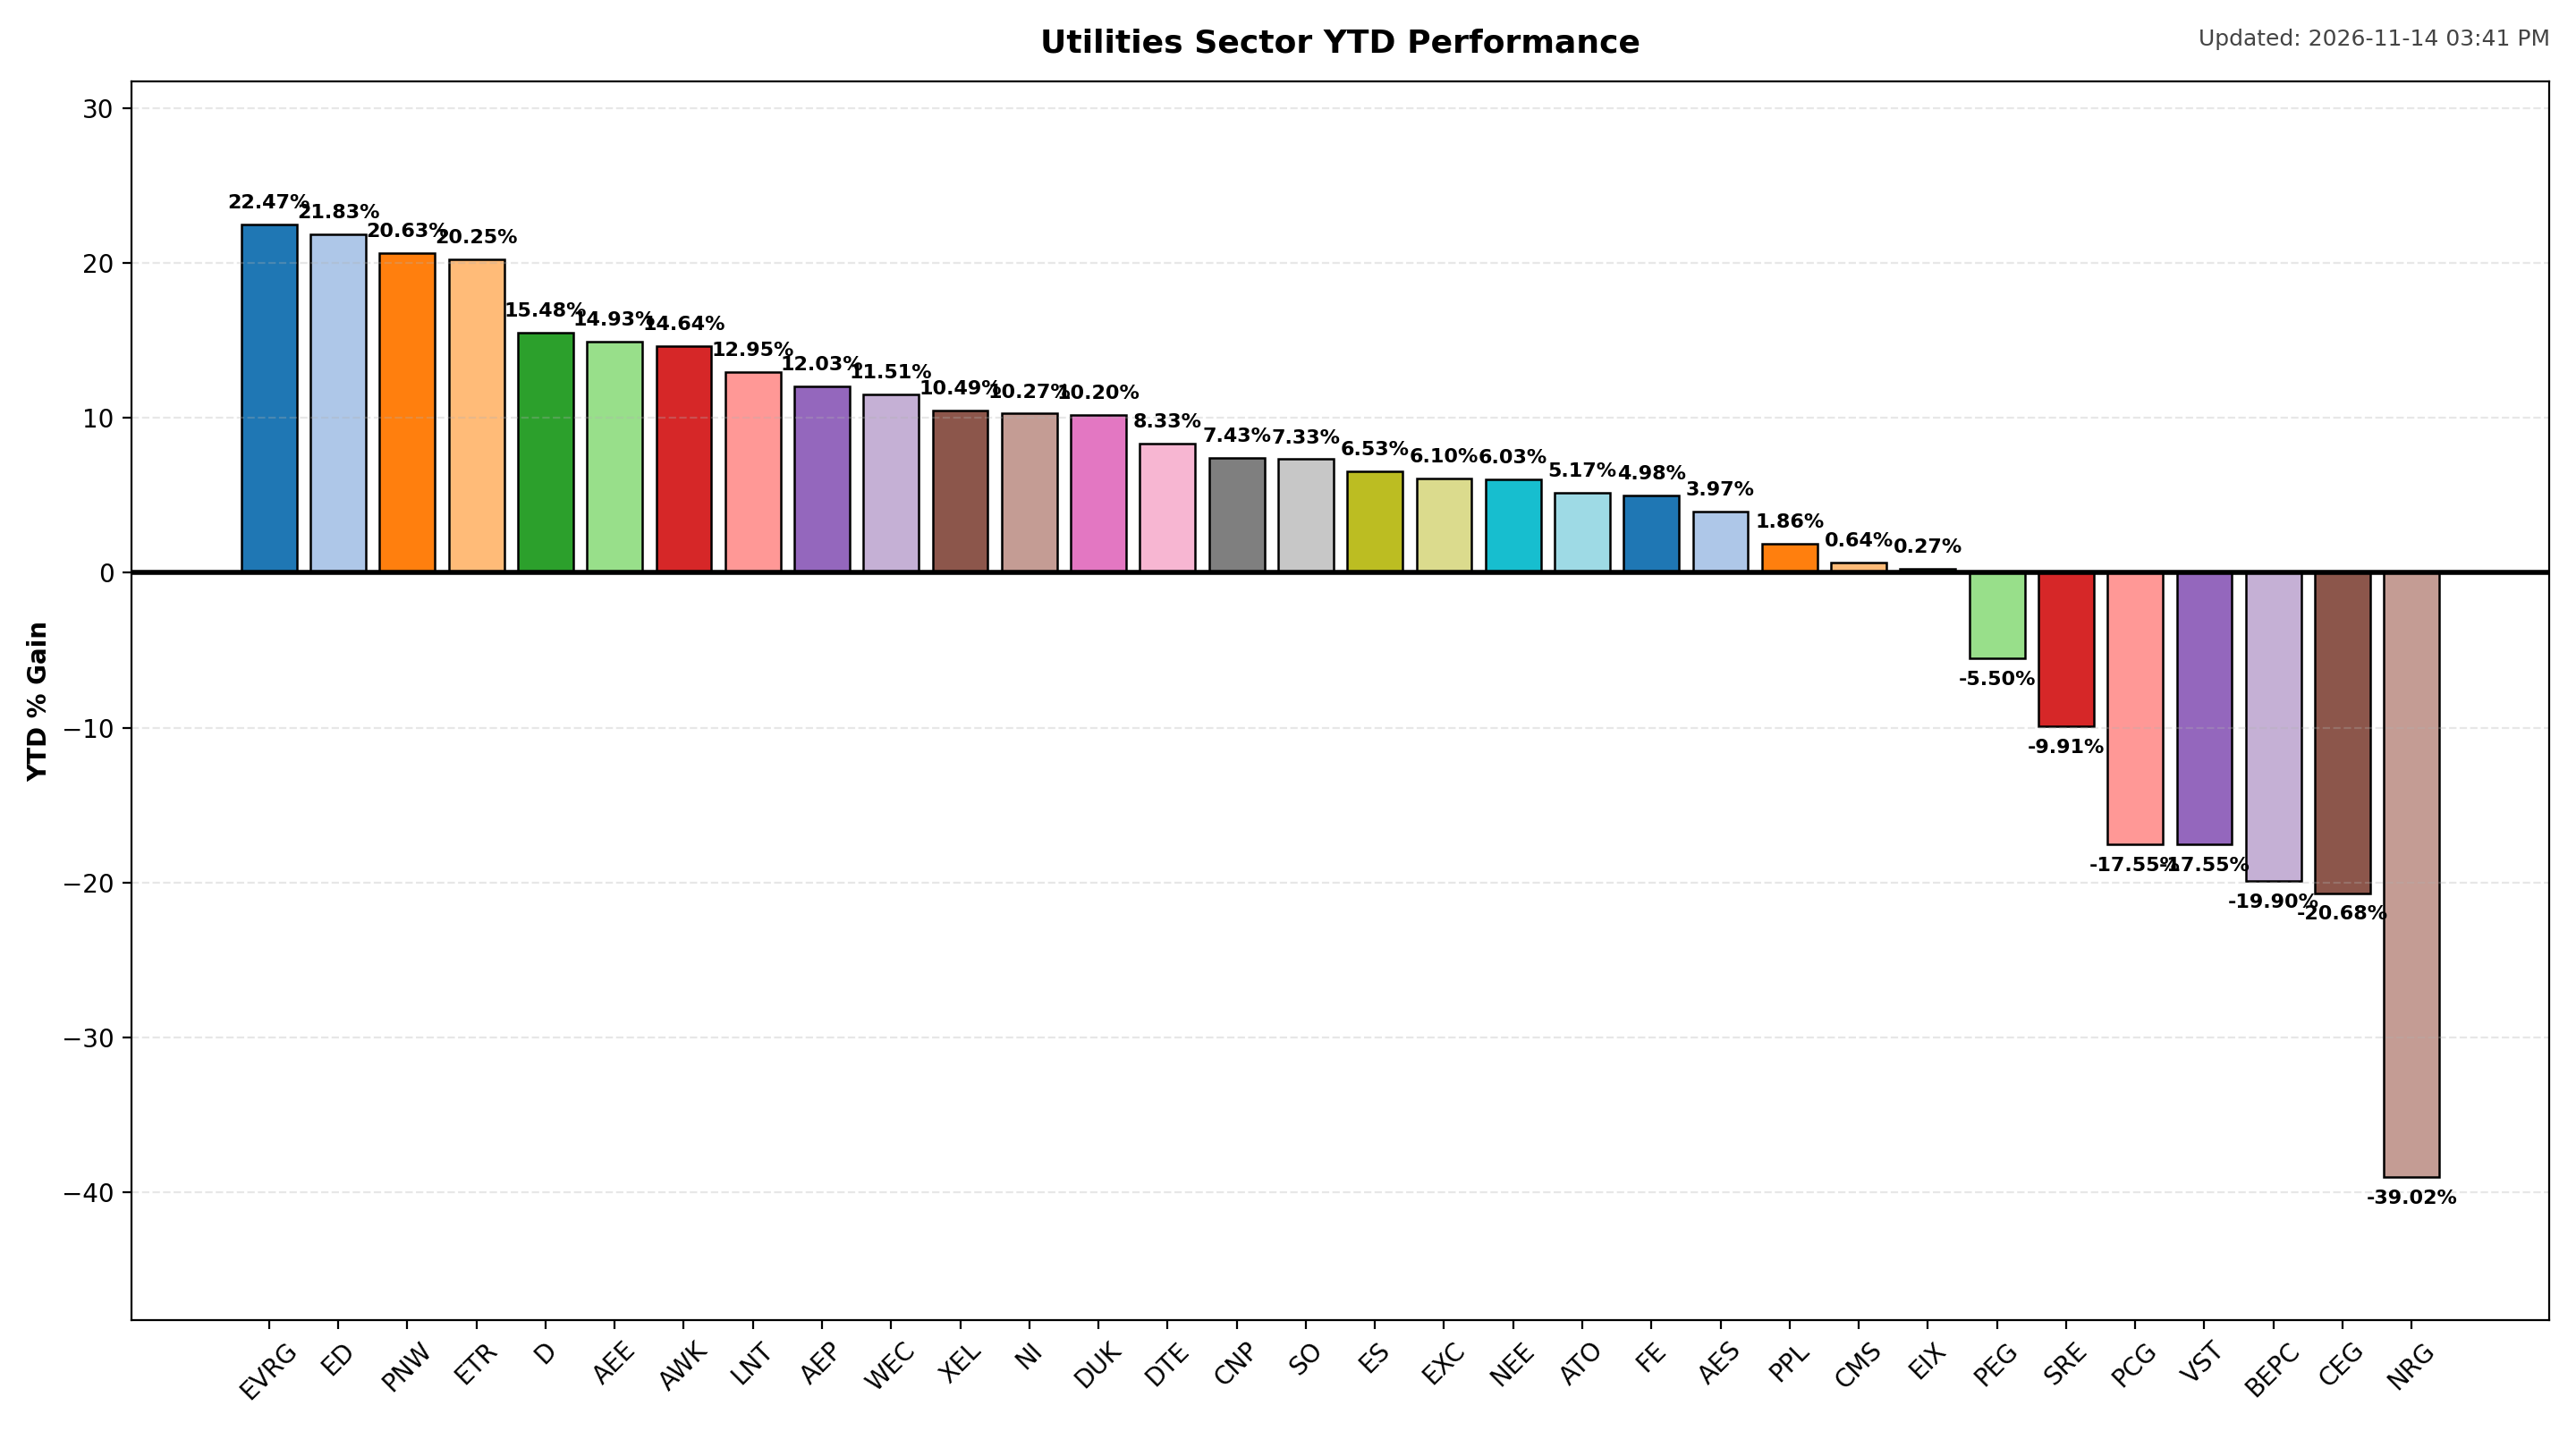 Utilities Sector YTD Performance
Updated: 2026-11-14 03:41 PM
YTD % Gain
30
20
10
0
−10
−20
−30
−40
22.47%
21.83%
20.63%
20.25%
15.48%
14.93%
14.64%
12.95%
12.03%
11.51%
10.49%
10.27%
10.20%
8.33%
7.43%
7.33%
6.53%
6.10%
6.03%
5.17%
4.98%
3.97%
1.86%
0.64%
0.27%
-5.50%
-9.91%
-17.55%
-17.55%
-19.90%
-20.68%
-39.02%
EVRG
ED
PNW
ETR
D
AEE
AWK
LNT
AEP
WEC
XEL
NI
DUK
DTE
CNP
SO
ES
EXC
NEE
ATO
FE
AES
PPL
CMS
EIX
PEG
SRE
PCG
VST
BEPC
CEG
NRG